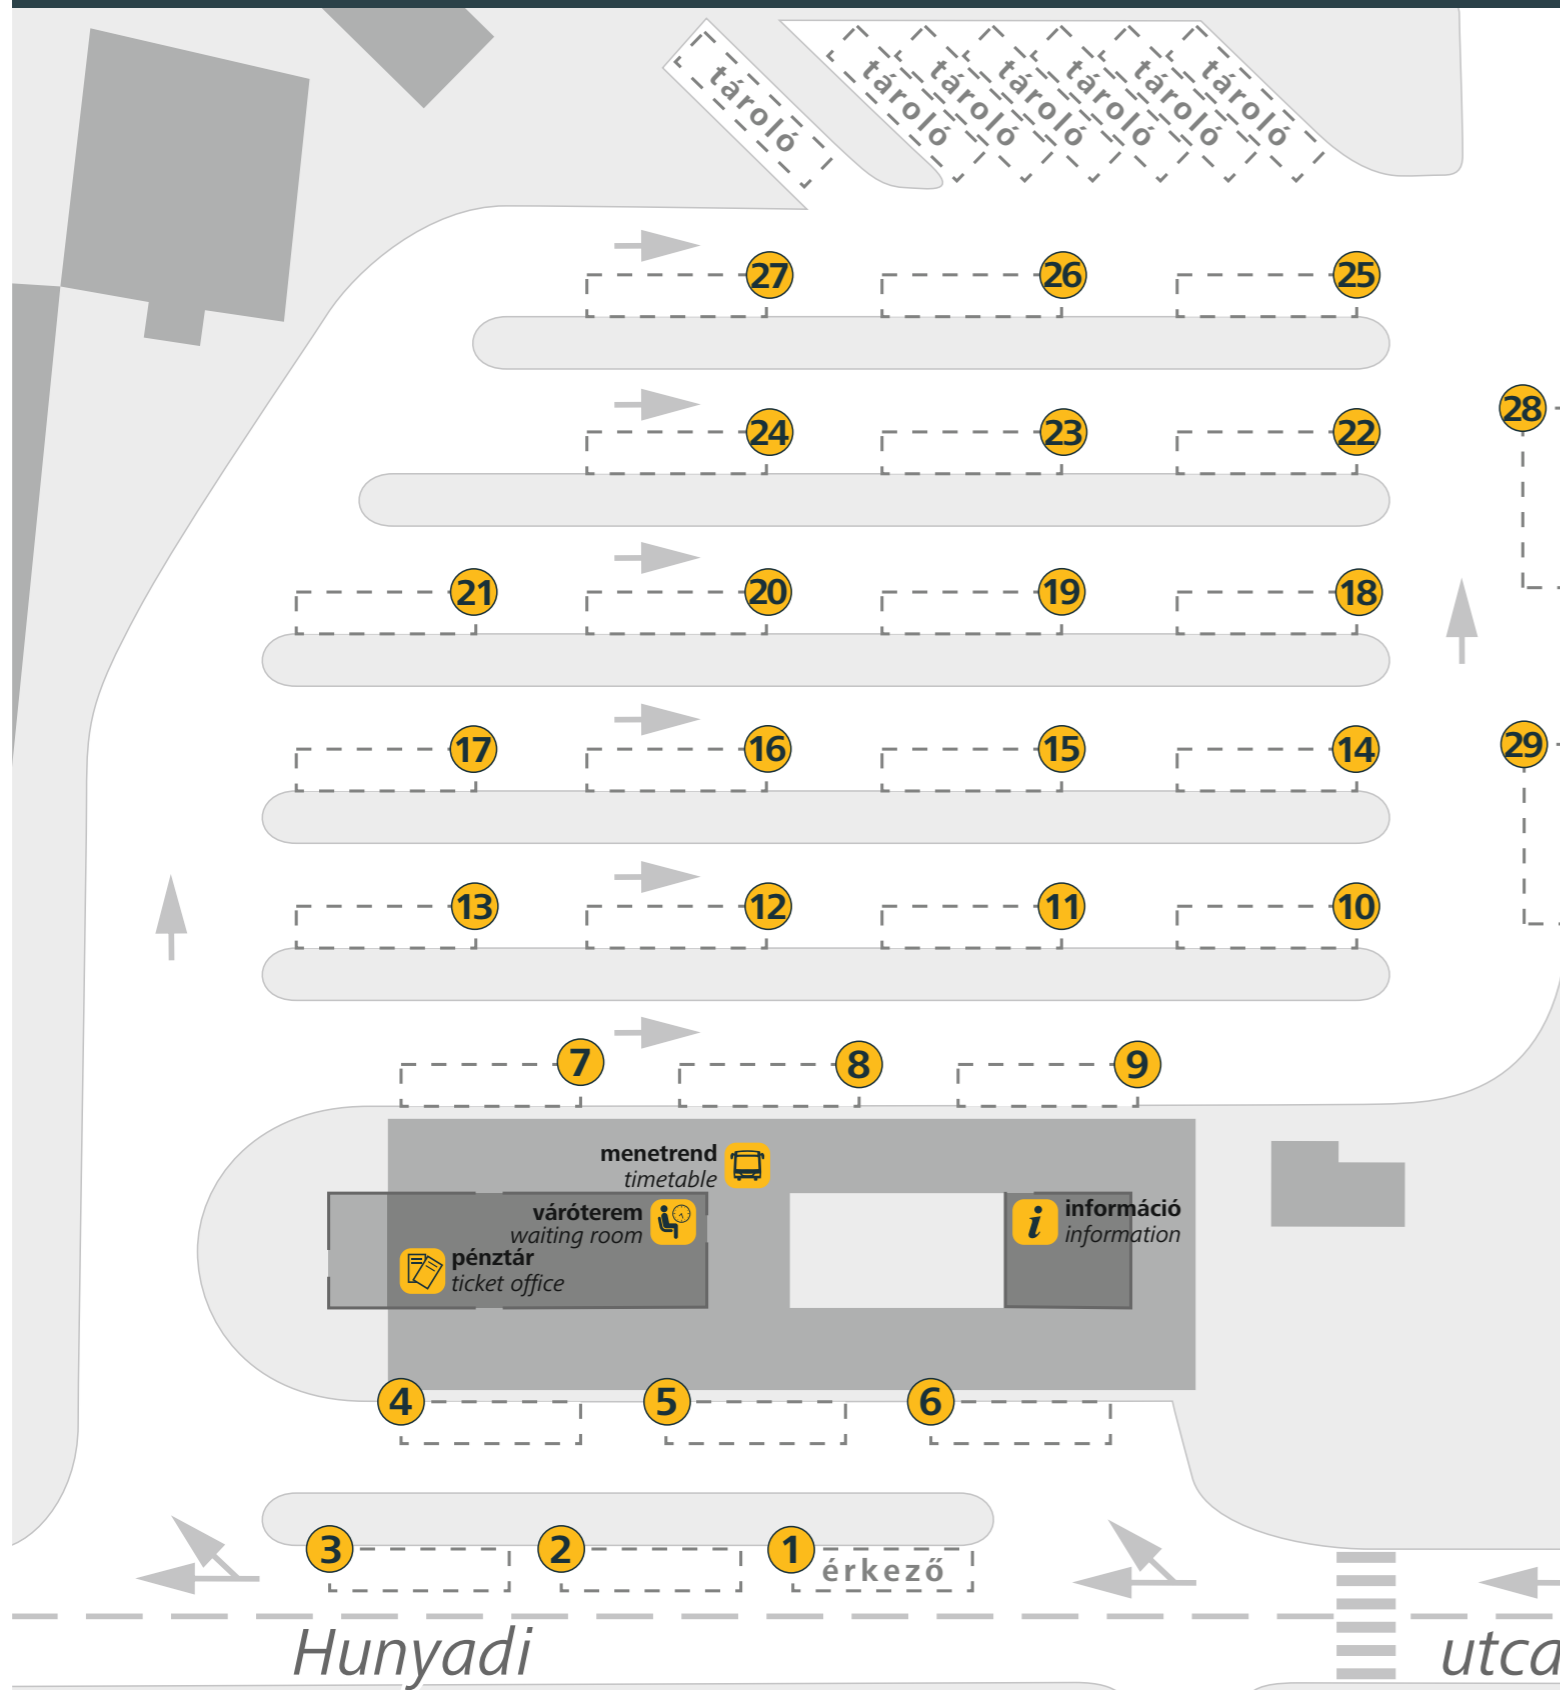 tároló
tároló
tároló
tároló
tároló
tároló
tároló
27
26
25
28
24
23
22
21
20
19
18
17
16
15
14
29
13
12
11
10
7
8
9
menetrend
timetable
váróterem
waiting room
pénztár
ticket office
i
információ
information
4
5
6
3
2
1
érkező
Hunyadi utca